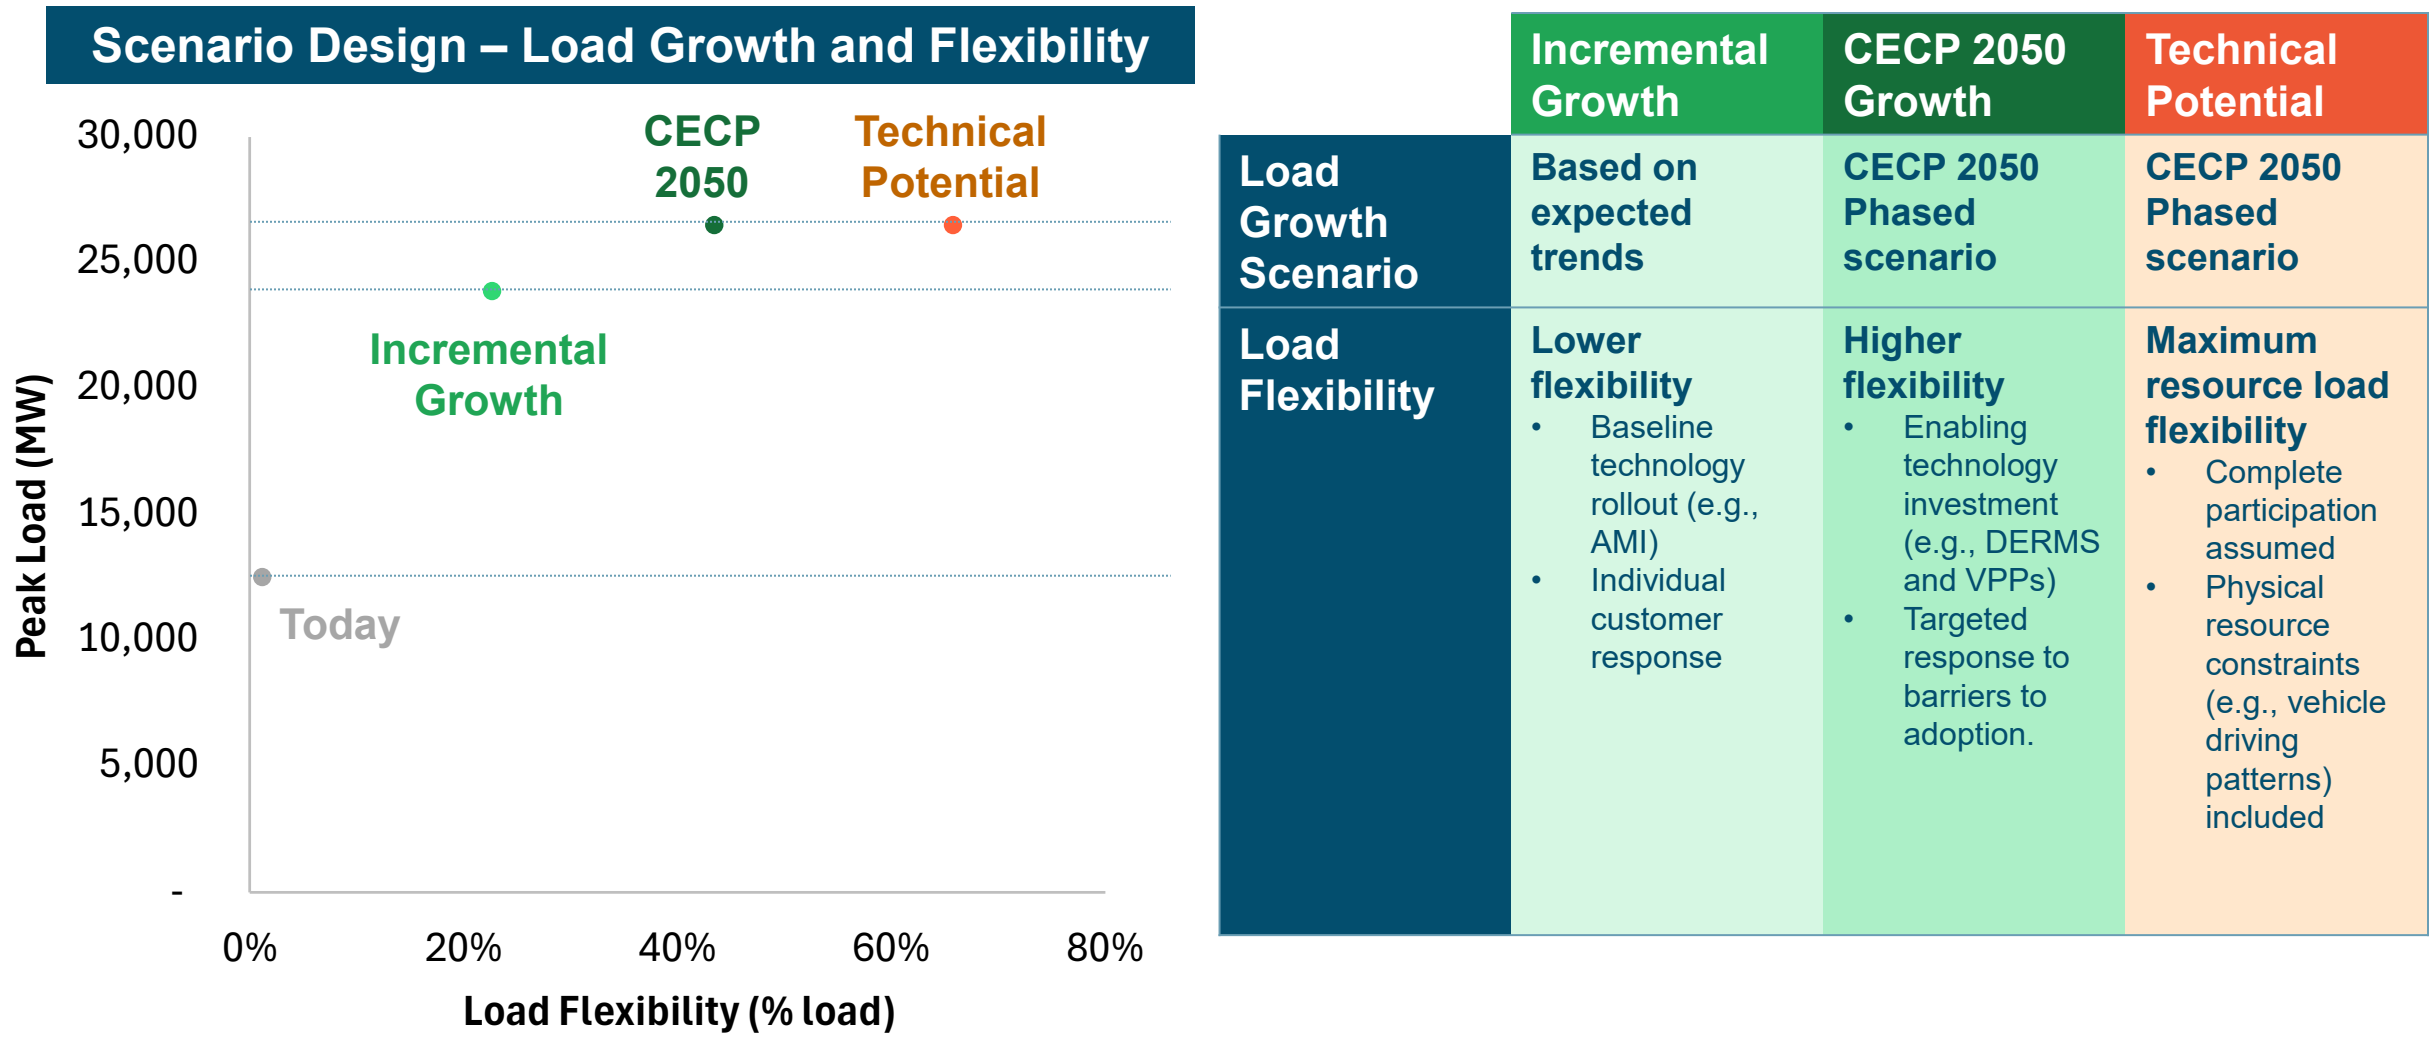 Scenario Design – Load Growth and Flexibility
30,000
25,000
20,000
15,000
10,000
5,000
-
Peak Load (MW)
CECP
2050
Technical
Potential
Incremental
Growth
Today
0%
20%
40%
60%
80%
Load Flexibility (% load)
Incremental
Growth
CECP 2050
Growth
Technical
Potential
Load
Growth
Scenario
Based on
expected
trends
CECP 2050
Phased
scenario
CECP 2050
Phased
scenario
Load
Flexibility
Lower
flexibility
• Baseline
technology
rollout (e.g.,
AMI)
• Individual
customer
response
Higher
flexibility
• Enabling
technology
investment
(e.g., DERMS
and VPPs)
• Targeted
response to
barriers to
adoption.
Maximum
resource load
flexibility
• Complete
participation
assumed
• Physical
resource
constraints
(e.g., vehicle
driving
patterns)
included